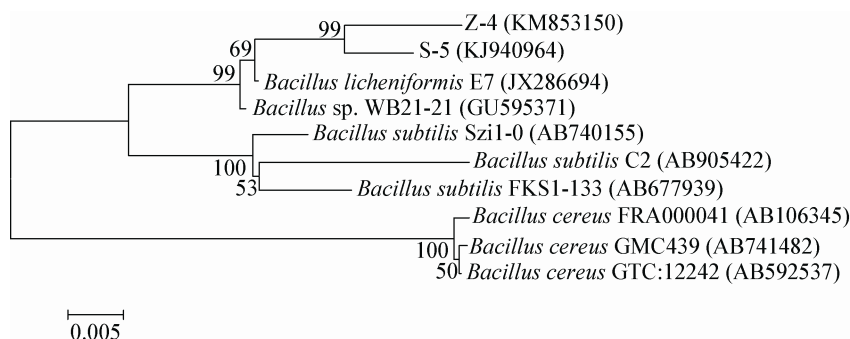 99 Z-4 (KM853150)
69 S-5 (KJ940964)
99 Bacillus licheniformis E7 (JX286694)
Bacillus sp. WB21-21 (GU595371)
Bacillus subtilis Szi1-0 (AB740155)
100 Bacillus subtilis C2 (AB905422)
53 Bacillus subtilis FKS1-133 (AB677939)
Bacillus cereus FRA000041 (AB106345)
100 Bacillus cereus GMC439 (AB741482)
50 Bacillus cereus GTC:12242 (AB592537)
0.005